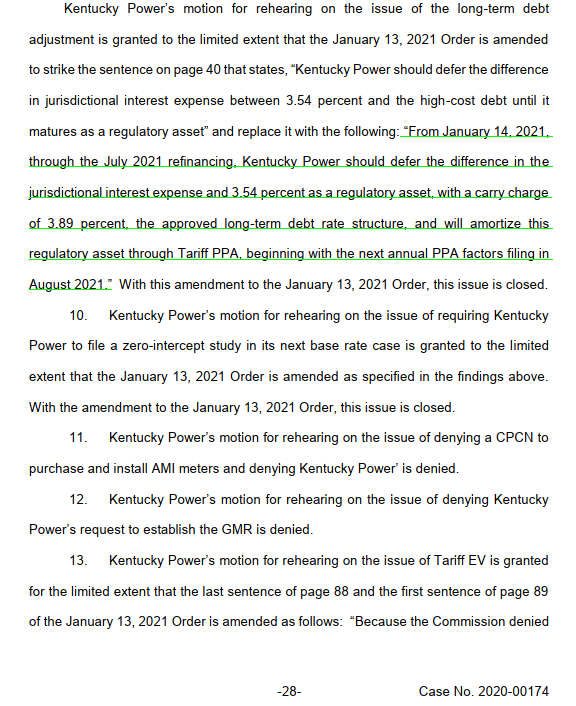 Kentucky Power's motion for rehearing on the issue of the long-term debt
adjustment is granted to the limited extent that the January 13, 2021 Order is amended
to strike the sentence on page 40 that states, “Kentucky Power should defer the difference
in jurisdictional interest expense between 3.54 percent and the high-cost debt until it
matures as a regulatory asset” and replace it with the following: “From January 14, 2021,
through the July 2021 refinancing, Kentucky Power should defer the difference in the
jurisdictional interest expense and 3.54 percent as a regulatory asset, with a carry charge
of 3.89 percent, the approved long-term debt rate structure, and will amortize this
regulatory asset through Tariff PPA, beginning with the next annual PPA factors filing in
August 2021.” With this amendment to the January 13, 2021 Order, this issue is closed.
10. Kentucky Power's motion for rehearing on the issue of requiring Kentucky
Power to file a zero-intercept study in its next base rate case is granted to the limited
extent that the January 13, 2021 Order is amended as specified in the findings above.
With the amendment to the January 13, 2021 Order, this issue is closed.
11. Kentucky Power's motion for rehearing on the issue of denying a CPCN to
purchase and install AMI meters and denying Kentucky Power' is denied.
12. Kentucky Power's motion for rehearing on the issue of denying Kentucky
Power's request to establish the GMR is denied.
13. Kentucky Power's motion for rehearing on the issue of Tariff EV is granted
for the limited extent that the last sentence of page 88 and the first sentence of page 89
of the January 13, 2021 Order is amended as follows: “Because the Commission denied
-28- Case No. 2020-00174